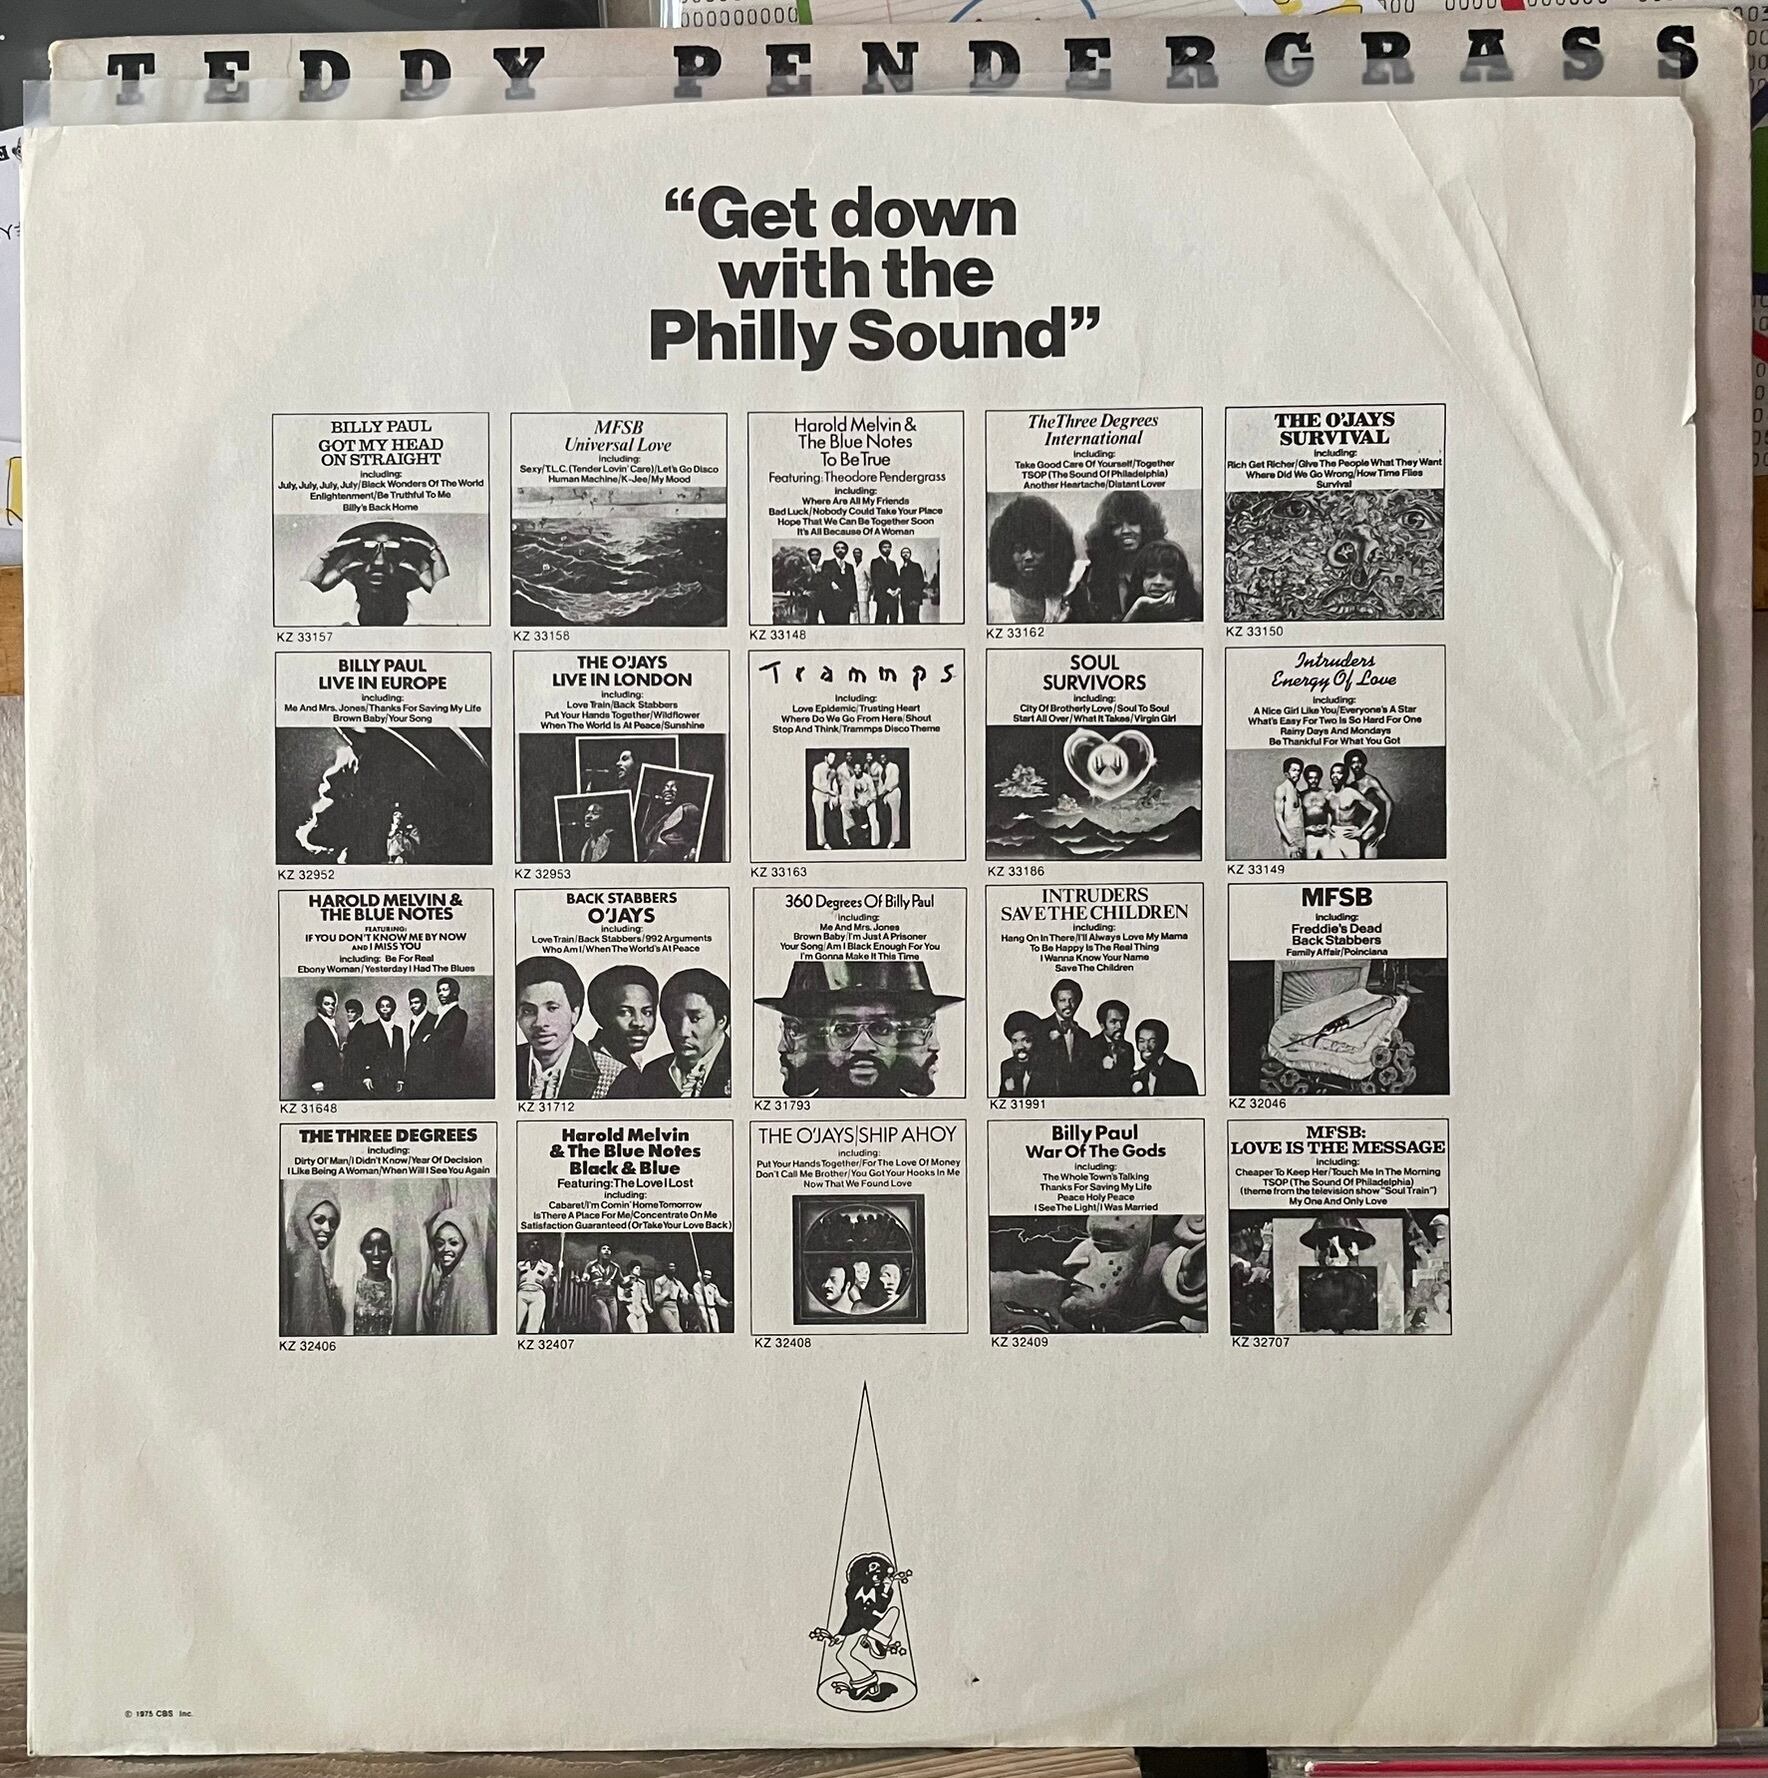 TEDDY PENDERGRASS
“Get down
with the
Philly Sound”
BILLY PAUL
GOT MY HEAD
ON STRAIGHT
including:
July, July, July, July/Black Wonders Of The World
Enlightenment/Be Truthful To Me
Billy's Back Home
KZ 33157
MFSB
Universal Love
including:
Sexy/T.L.C. (Tender Lovin' Care)/Let's Go Disco
Human Machine/K-Jee/My Mood
KZ 33158
Harold Melvin &
The Blue Notes
To Be True
Featuring: Theodore Pendergrass
including:
Where Are All My Friends
Bad Luck/Nobody Could Take Your Place
Hope That We Can Be Together Soon
It's All Because Of A Woman
KZ 33148
The Three Degrees
International
including:
Take Good Care Of Yourself/Together
TSOP (The Sound Of Philadelphia)
Another Heartache/Distant Lover
KZ 33162
THE O'JAYS
SURVIVAL
including:
Rich Get Richer/Give The People What They Want
Where Did We Go Wrong/How Time Flies
Survival
KZ 33150
BILLY PAUL
LIVE IN EUROPE
including:
Me And Mrs. Jones/Thanks For Saving My Life
Brown Baby/Your Song
KZ 32952
THE O'JAYS
LIVE IN LONDON
including:
Love Train/Back Stabbers
Put Your Hands Together/Wildflower
When The World Is At Peace/Sunshine
KZ 32953
Trammps
Including:
Love Epidemic/Trusting Heart
Where Do We Go From Here/Shout
Stop And Think/Trammps Disco Theme
KZ 33163
SOUL
SURVIVORS
including:
City Of Brotherly Love/Soul To Soul
Start All Over/What It Takes/Virgin Girl
KZ 33186
Intruders
Energy Of Love
including:
A Nice Girl Like You/Everyone's A Star
What's Easy For Two Is So Hard For One
Rainy Days And Mondays
Be Thankful For What You Got
KZ 33149
HAROLD MELVIN &
THE BLUE NOTES
FEATURING:
IF YOU DON'T KNOW ME BY NOW
AND I MISS YOU
including: Be For Real
Ebony Woman/Yesterday I Had The Blues
KZ 31648
BACK STABBERS
O'JAYS
including:
Love Train/Back Stabbers/992 Arguments
Who Am I/When The World's At Peace
KZ 31712
360 Degrees Of Billy Paul
including:
Me And Mrs. Jones
Brown Baby/I'm Just A Prisoner
Your Song/Am I Black Enough For You
I'm Gonna Make It This Time
KZ 31793
INTRUDERS
SAVE THE CHILDREN
including:
Hang On In There/I'll Always Love My Mama
To Be Happy Is The Real Thing
I Wanna Know Your Name
Save The Children
KZ 31991
MFSB
including:
Freddie's Dead
Back Stabbers
Family Affair/Poinciana
KZ 32046
THE THREE DEGREES
including:
Dirty Ol' Man/I Didn't Know/Year Of Decision
I Like Being A Woman/When Will I See You Again
KZ 32406
Harold Melvin
& The Blue Notes
Black & Blue
Featuring: The Love I Lost
including:
Cabaret/I'm Comin' Home Tomorrow
Is There A Place For Me/Concentrate On Me
Satisfaction Guaranteed (Or Take Your Love Back)
KZ 32407
THE O'JAYS/SHIP AHOY
including:
Put Your Hands Together/For The Love Of Money
Don't Call Me Brother/You Got Your Hooks In Me
Now That We Found Love
KZ 32408
Billy Paul
War Of The Gods
including:
The Whole Town's Talking
Thanks For Saving My Life
Peace Holy Peace
I See The Light/I Was Married
KZ 32409
MFSB:
LOVE IS THE MESSAGE
including:
Cheaper To Keep Her/Touch Me In The Morning
TSOP (The Sound Of Philadelphia)
(theme from the television show "Soul Train")
My One And Only Love
KZ 32707
© 1975 CBS Inc.